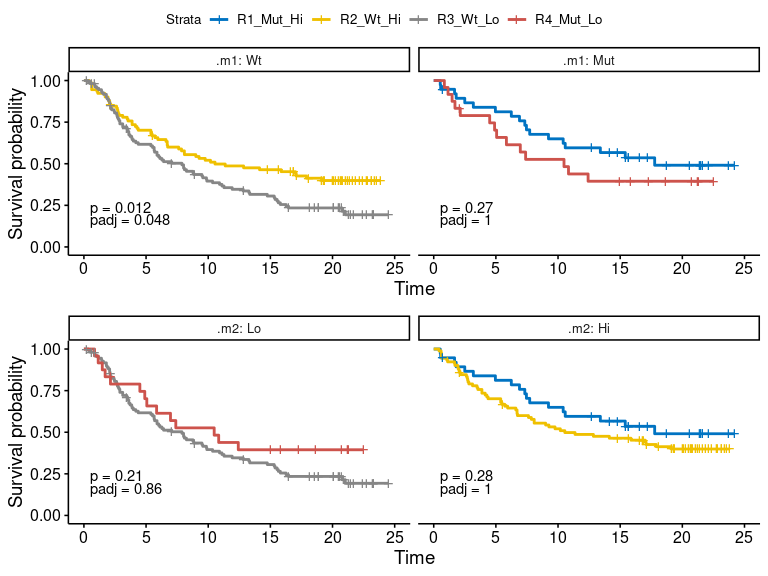 Strata R1_Mut_Hi R2_Wt_Hi R3_Wt_Lo R4_Mut_Lo
.m1: Wt
.m1: Mut
Survival probability
1.00
0.75
0.50
0.25
0.00
p = 0.012
padj = 0.048
p = 0.27
padj = 1
0 5 10 15 20 25
0 5 10 15 20 25
Time
Time
.m2: Lo
.m2: Hi
Survival probability
1.00
0.75
0.50
0.25
0.00
p = 0.21
padj = 0.86
p = 0.28
padj = 1
0 5 10 15 20 25
0 5 10 15 20 25
Time
Time